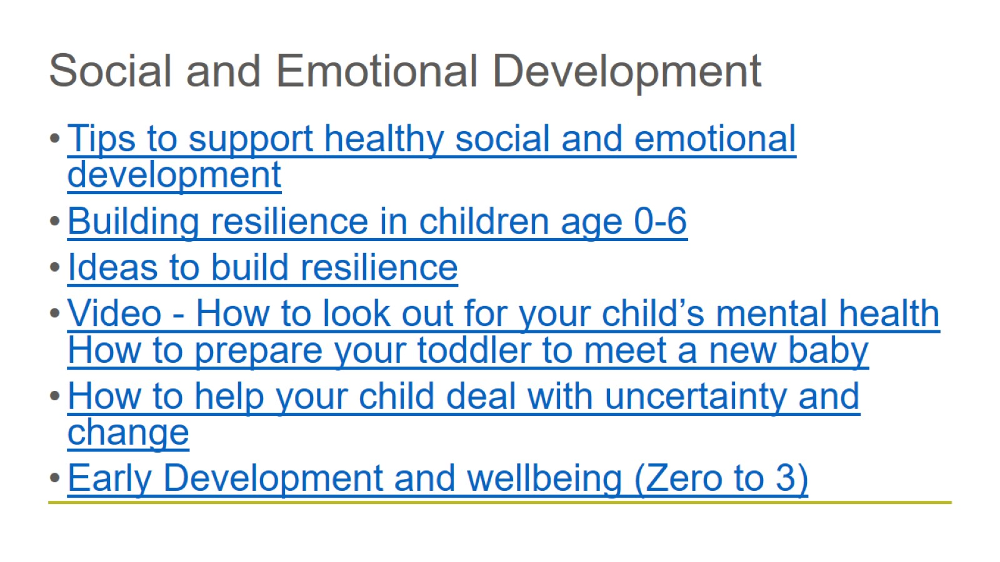 Social and Emotional Development
• Tips to support healthy social and emotional
development
• Building resilience in children age 0-6
• Ideas to build resilience
• Video - How to look out for your child’s mental health
How to prepare your toddler to meet a new baby
• How to help your child deal with uncertainty and
change
• Early Development and wellbeing (Zero to 3)